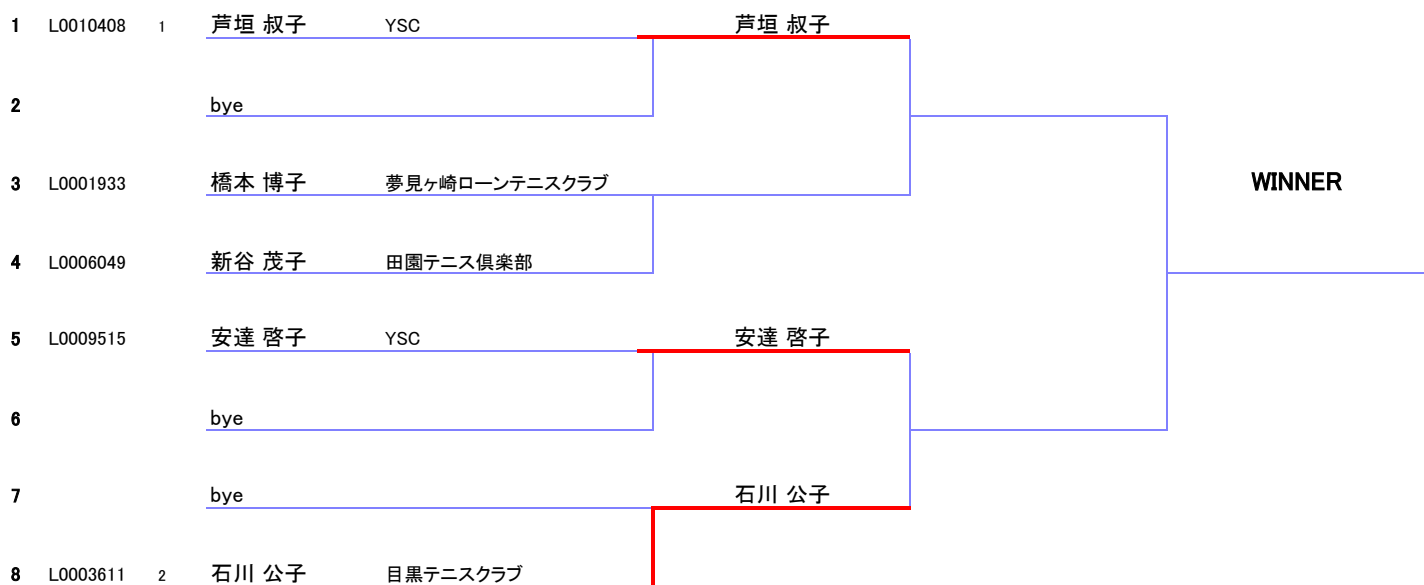 1 L0010408 1 芦垣 叔子 YSC 芦垣 叔子
2 bye
3 L0001933 橋本 博子 夢見ヶ崎ローンテニスクラブ WINNER
4 L0006049 新谷 茂子 田園テニス倶楽部
5 L0009515 安達 啓子 YSC 安達 啓子
6 bye
7 bye 石川 公子
8 L0003611 2 石川 公子 目黒テニスクラブ